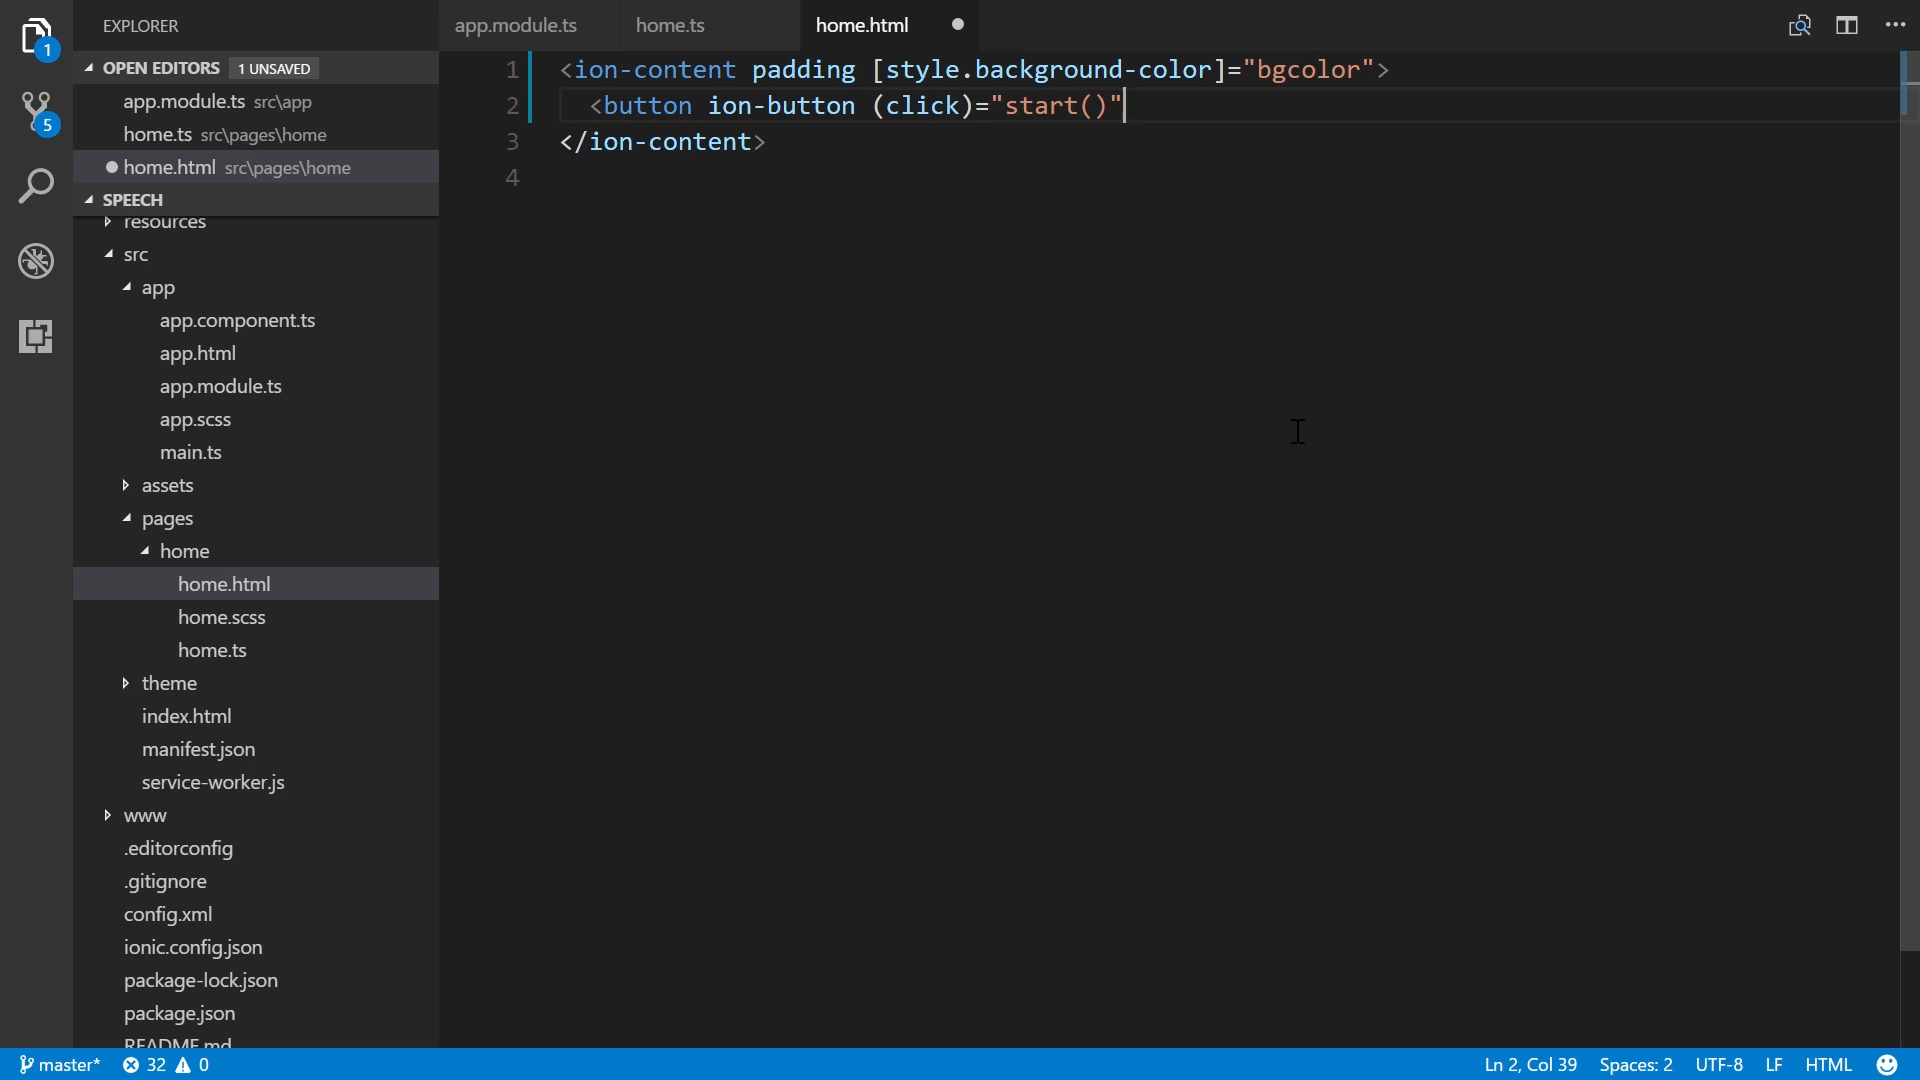 EXPLORER
1
5
OPEN EDITORS 1 UNSAVED
app.module.ts src\app
home.ts src\pages\home
home.html src\pages\home
SPEECH
resources
src
app
app.component.ts
app.html
app.module.ts
app.scss
main.ts
assets
pages
home
home.html
home.scss
home.ts
theme
index.html
manifest.json
service-worker.js
www
.editorconfig
.gitignore
config.xml
ionic.config.json
package-lock.json
package.json
README.md
app.module.ts home.ts home.html
1 <ion-content padding [style.background-color]="bgcolor">
2 <button ion-button (click)="start()"
3 </ion-content>
4
master* 32 0 Ln 2, Col 39 Spaces: 2 UTF-8 LF HTML